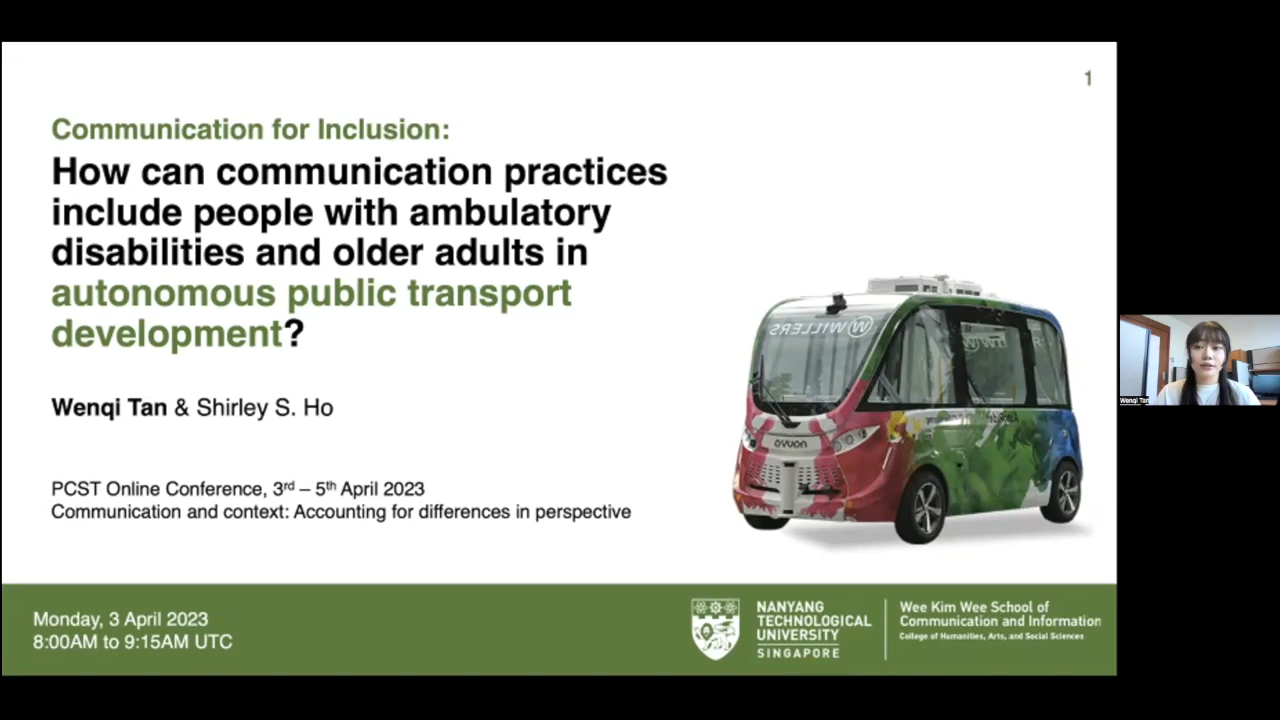 1
Communication for Inclusion:
How can communication practices
include people with ambulatory
disabilities and older adults in
autonomous public transport
development?
Wenqi Tan & Shirley S. Ho
WILLERS
PCST Online Conference, 3rd – 5th April 2023
Communication and context: Accounting for differences in perspective
Monday, 3 April 2023
8:00AM to 9:15AM UTC
NANYANG
TECHNOLOGICAL
UNIVERSITY
SINGAPORE
Wee Kim Wee School of
Communication and Information
College of Humanities, Arts, and Social Sciences
Wenqi Tan